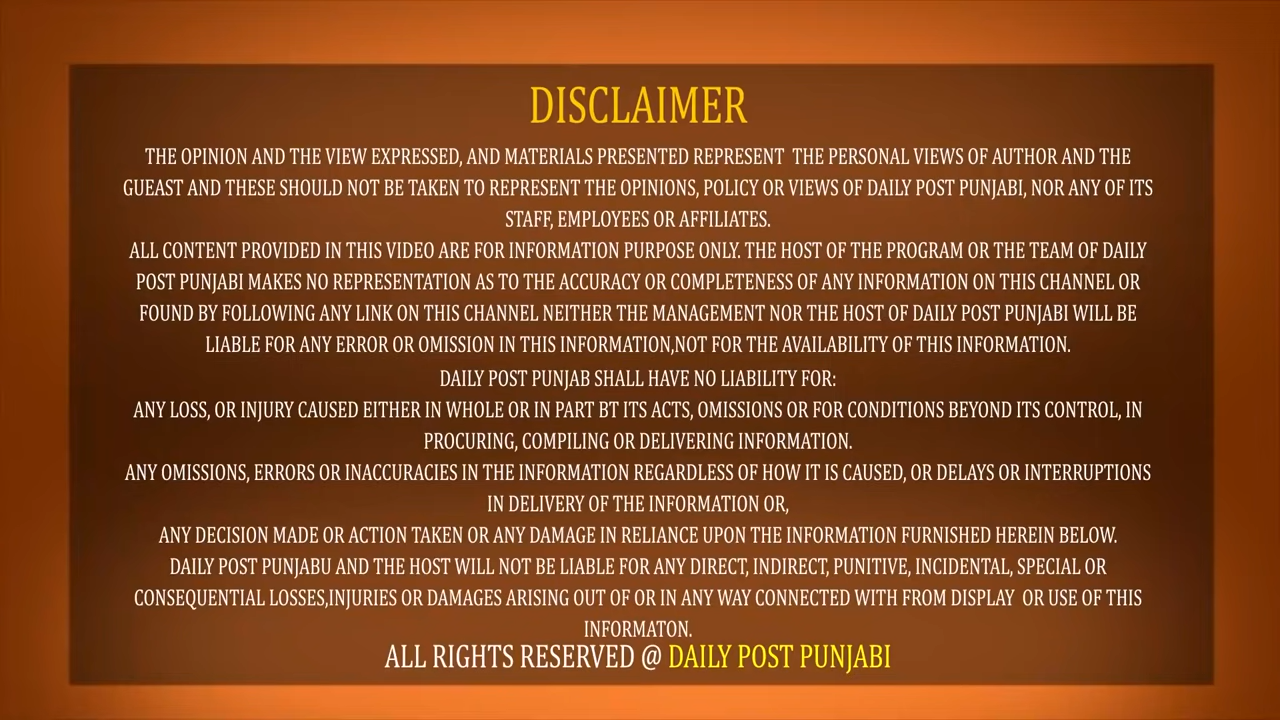 DISCLAIMER
THE OPINION AND THE VIEW EXPRESSED, AND MATERIALS PRESENTED REPRESENT THE PERSONAL VIEWS OF AUTHOR AND THE
GUEAST AND THESE SHOULD NOT BE TAKEN TO REPRESENT THE OPINIONS, POLICY OR VIEWS OF DAILY POST PUNJABI, NOR ANY OF ITS
STAFF, EMPLOYEES OR AFFILIATES.
ALL CONTENT PROVIDED IN THIS VIDEO ARE FOR INFORMATION PURPOSE ONLY. THE HOST OF THE PROGRAM OR THE TEAM OF DAILY
POST PUNJABI MAKES NO REPRESENTATION AS TO THE ACCURACY OR COMPLETENESS OF ANY INFORMATION ON THIS CHANNEL OR
FOUND BY FOLLOWING ANY LINK ON THIS CHANNEL NEITHER THE MANAGEMENT NOR THE HOST OF DAILY POST PUNJABI WILL BE
LIABLE FOR ANY ERROR OR OMISSION IN THIS INFORMATION,NOT FOR THE AVAILABILITY OF THIS INFORMATION.
DAILY POST PUNJAB SHALL HAVE NO LIABILITY FOR:
ANY LOSS, OR INJURY CAUSED EITHER IN WHOLE OR IN PART BT ITS ACTS, OMISSIONS OR FOR CONDITIONS BEYOND ITS CONTROL, IN
PROCURING, COMPILING OR DELIVERING INFORMATION.
ANY OMISSIONS, ERRORS OR INACCURACIES IN THE INFORMATION REGARDLESS OF HOW IT IS CAUSED, OR DELAYS OR INTERRUPTIONS
IN DELIVERY OF THE INFORMATION OR,
ANY DECISION MADE OR ACTION TAKEN OR ANY DAMAGE IN RELIANCE UPON THE INFORMATION FURNISHED HEREIN BELOW.
DAILY POST PUNJABU AND THE HOST WILL NOT BE LIABLE FOR ANY DIRECT, INDIRECT, PUNITIVE, INCIDENTAL, SPECIAL OR
CONSEQUENTIAL LOSSES,INJURIES OR DAMAGES ARISING OUT OF OR IN ANY WAY CONNECTED WITH FROM DISPLAY OR USE OF THIS
INFORMATON.
ALL RIGHTS RESERVED @ DAILY POST PUNJABI